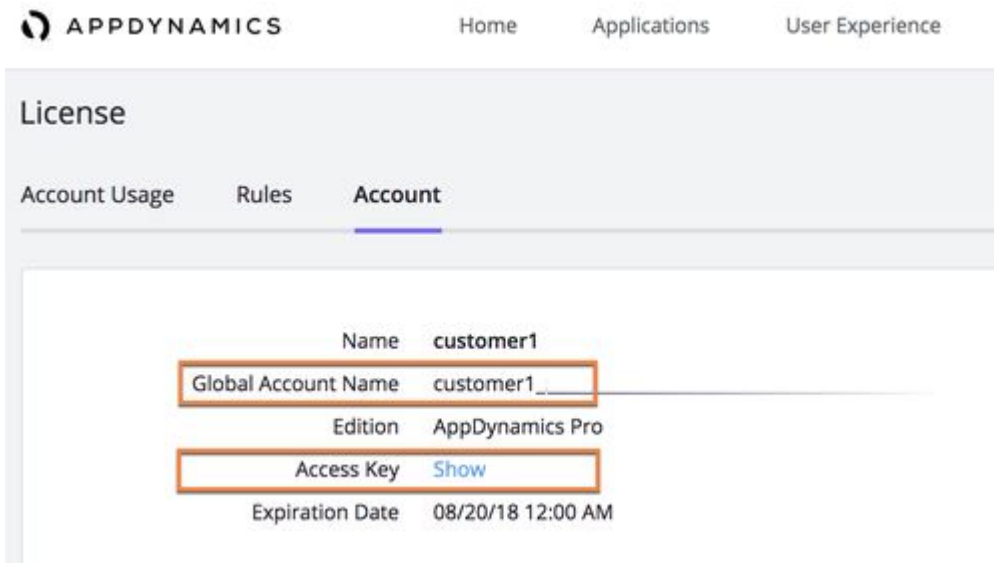 APPDYNAMICS Home Applications User Experience
License
Account Usage Rules Account
Name customer1
Global Account Name customer1_
Edition AppDynamics Pro
Access Key Show
Expiration Date 08/20/18 12:00 AM